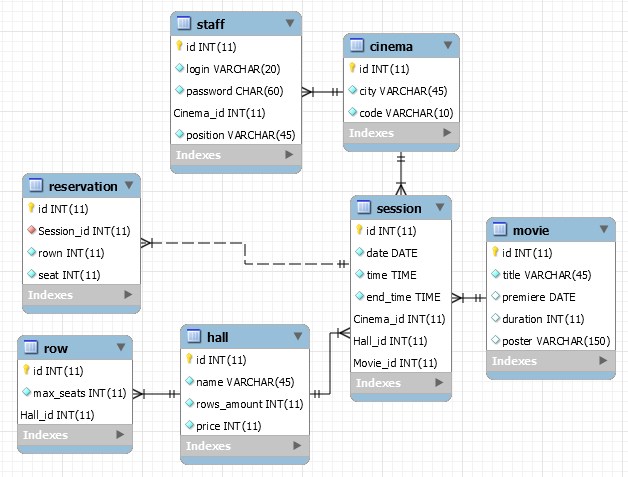 staff
id INT(11)
login VARCHAR(20)
password CHAR(60)
Cinema_id INT(11)
position VARCHAR(45)
Indexes
cinema
id INT(11)
city VARCHAR(45)
code VARCHAR(10)
Indexes
reservation
id INT(11)
Session_id INT(11)
rown INT(11)
seat INT(11)
Indexes
session
id INT(11)
date DATE
time TIME
end_time TIME
Cinema_id INT(11)
Hall_id INT(11)
Movie_id INT(11)
Indexes
movie
id INT(11)
title VARCHAR(45)
premiere DATE
duration INT(11)
poster VARCHAR(150)
Indexes
row
id INT(11)
max_seats INT(11)
Hall_id INT(11)
Indexes
hall
id INT(11)
name VARCHAR(45)
rows_amount INT(11)
price INT(11)
Indexes